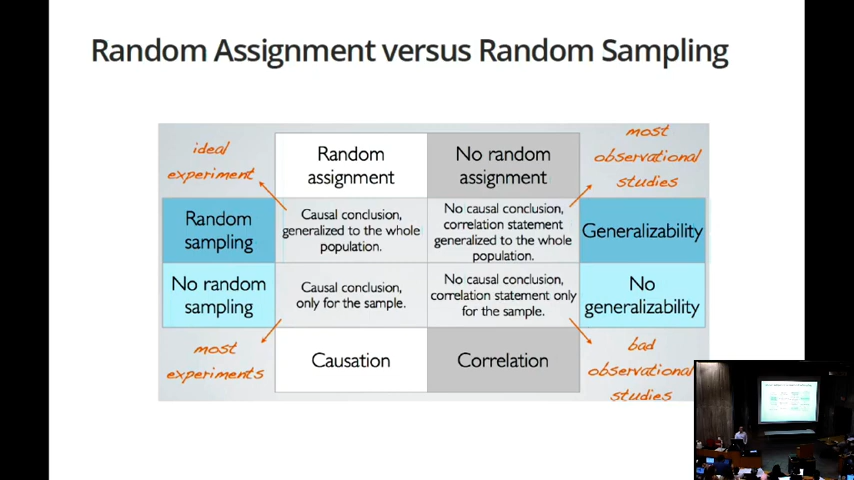 Random Assignment versus Random Sampling
ideal
experiment
Random
assignment
No random
assignment
most
observational
studies
Random
sampling
Causal conclusion,
generalized to the whole
population.
No causal conclusion,
correlation statement
generalized to the whole
population.
Generalizability
No random
sampling
Causal conclusion,
only for the sample.
No causal conclusion,
correlation statement only
for the sample.
No
generalizability
most
experiments
Causation
Correlation
bad
observational
studies